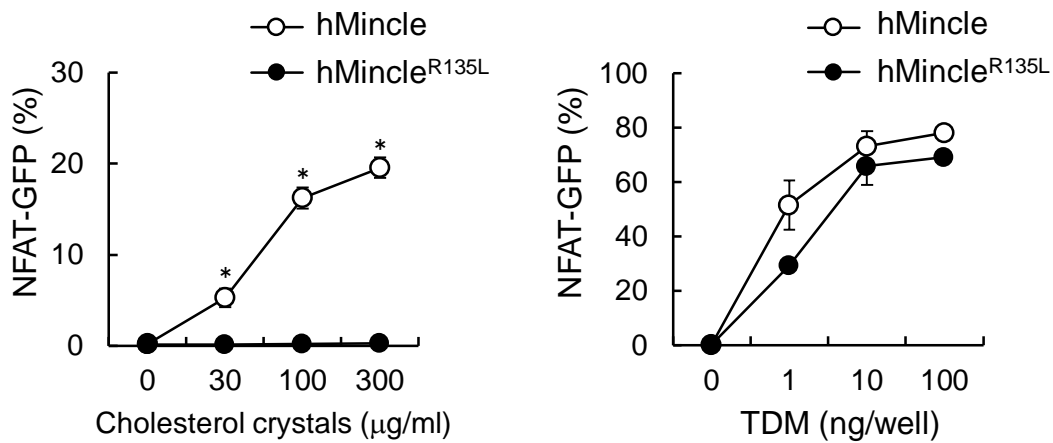 hMincle
hMincleR135L
NFAT-GFP (%)
30
20
10
0
*
*
*
0 30 100 300
Cholesterol crystals (μg/ml)
hMincle
hMincleR135L
NFAT-GFP (%)
100
80
60
40
20
0
0 1 10 100
TDM (ng/well)